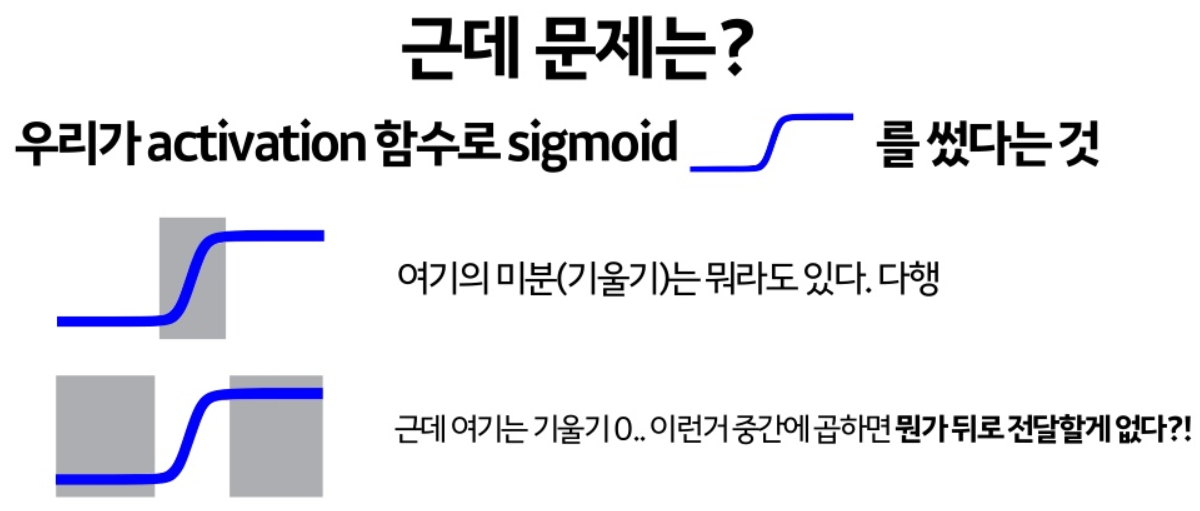 근데 문제는?
우리가 activation 함수로 sigmoid 를 썼다는 것
여기의 미분(기울기)는 뭐라도 있다. 다행
근데 여기는 기울기 0.. 이런거 중간에 곱하면 뭔가 뒤로 전달할게 없다?!